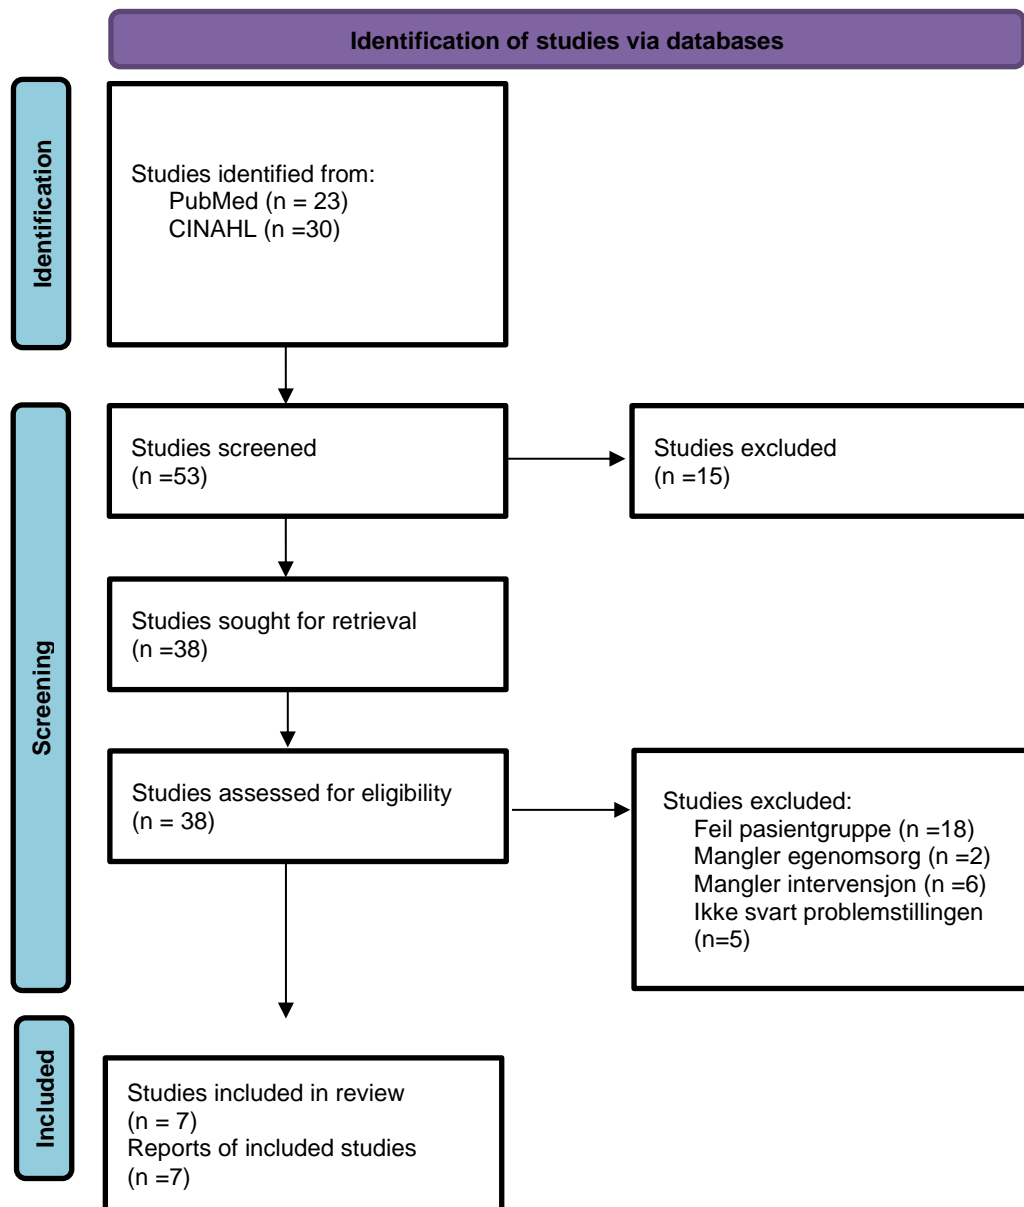 Identification of studies via databases
Identification
Studies identified from:
PubMed (n = 23)
CINAHL (n =30)
Screening
Studies screened
(n =53)
Studies excluded
(n =15)
Studies sought for retrieval
(n =38)
Studies assessed for eligibility
(n = 38)
Studies excluded:
Feil pasientgruppe (n =18)
Mangler egenomsorg (n =2)
Mangler intervensjon (n =6)
Ikke svart problemstillingen
(n=5)
Included
Studies included in review
(n = 7)
Reports of included studies
(n =7)